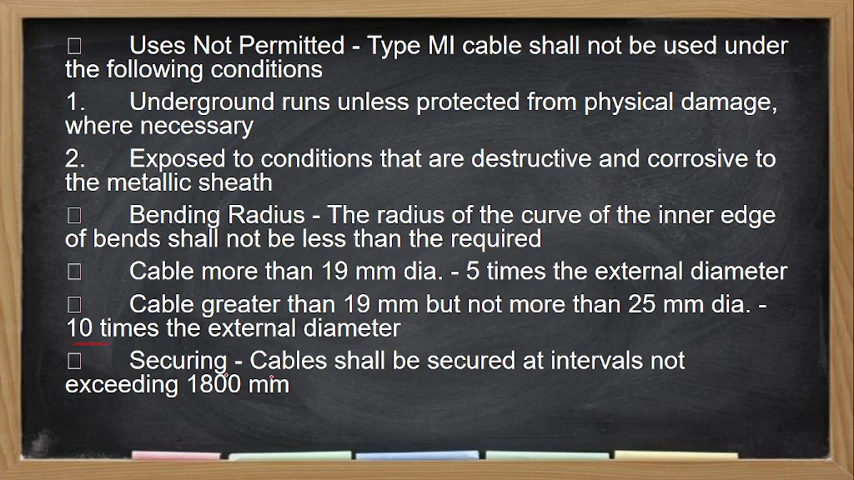 Uses Not Permitted - Type MI cable shall not be used under
the following conditions
1. Underground runs unless protected from physical damage,
where necessary
2. Exposed to conditions that are destructive and corrosive to
the metallic sheath
Bending Radius - The radius of the curve of the inner edge
of bends shall not be less than the required
Cable more than 19 mm dia. - 5 times the external diameter
Cable greater than 19 mm but not more than 25 mm dia. -
10 times the external diameter
Securing - Cables shall be secured at intervals not
exceeding 1800 mm